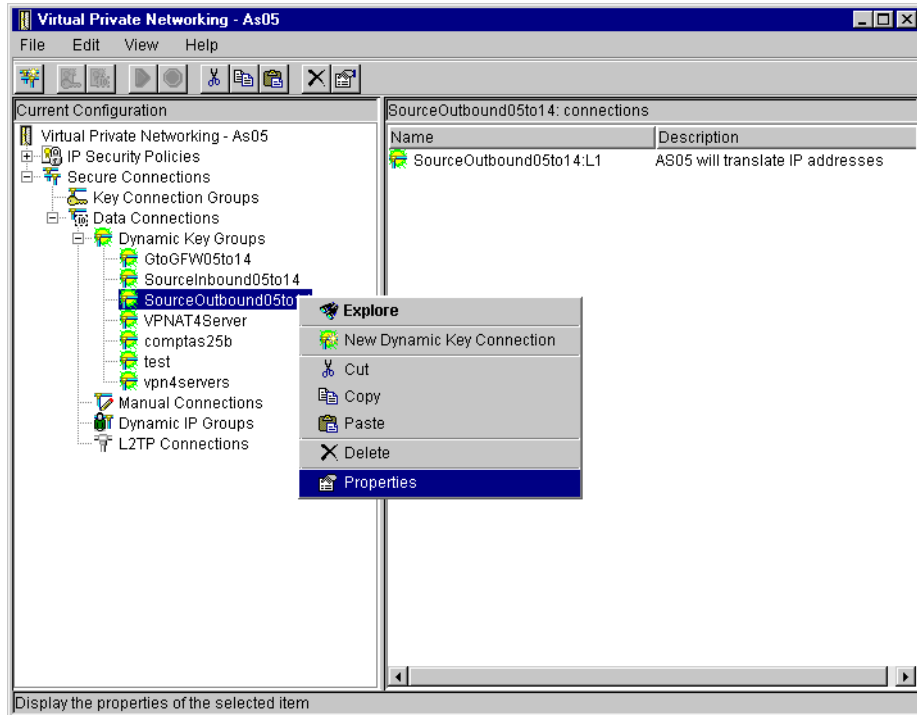 Virtual Private Networking - As05
File Edit View Help
Current Configuration
SourceOutbound05to14: connections
Virtual Private Networking - As05
IP Security Policies
Secure Connections
Key Connection Groups
Data Connections
Dynamic Key Groups
GtoGFW05to14
SourceInbound05to14
SourceOutbound05to1
VPNAT4Server
comptas25b
test
vpn4servers
Manual Connections
Dynamic IP Groups
L2TP Connections
Name Description
SourceOutbound05to14:L1 AS05 will translate IP addresses
Explore
New Dynamic Key Connection
Cut
Copy
Paste
Delete
Properties
Display the properties of the selected item